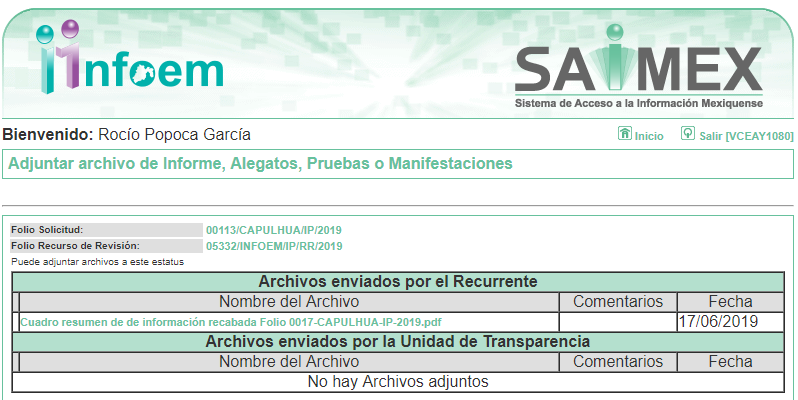 infoem
SAIMEX
Sistema de Acceso a la Información Mexiquense
Bienvenido: Rocío Popoca García
Inicio Salir [VCEAY1080]
Adjuntar archivo de Informe, Alegatos, Pruebas o Manifestaciones
Folio Solicitud: 00113/CAPULHUA/IP/2019
Folio Recurso de Revisión: 05332/INFOEM/IP/RR/2019
Puede adjuntar archivos a este estatus
Archivos enviados por el Recurrente
Nombre del Archivo Comentarios Fecha
Cuadro resumen de de información recabada Folio 0017-CAPULHUA-IP-2019.pdf 17/06/2019
Archivos enviados por la Unidad de Transparencia
Nombre del Archivo Comentarios Fecha
No hay Archivos adjuntos